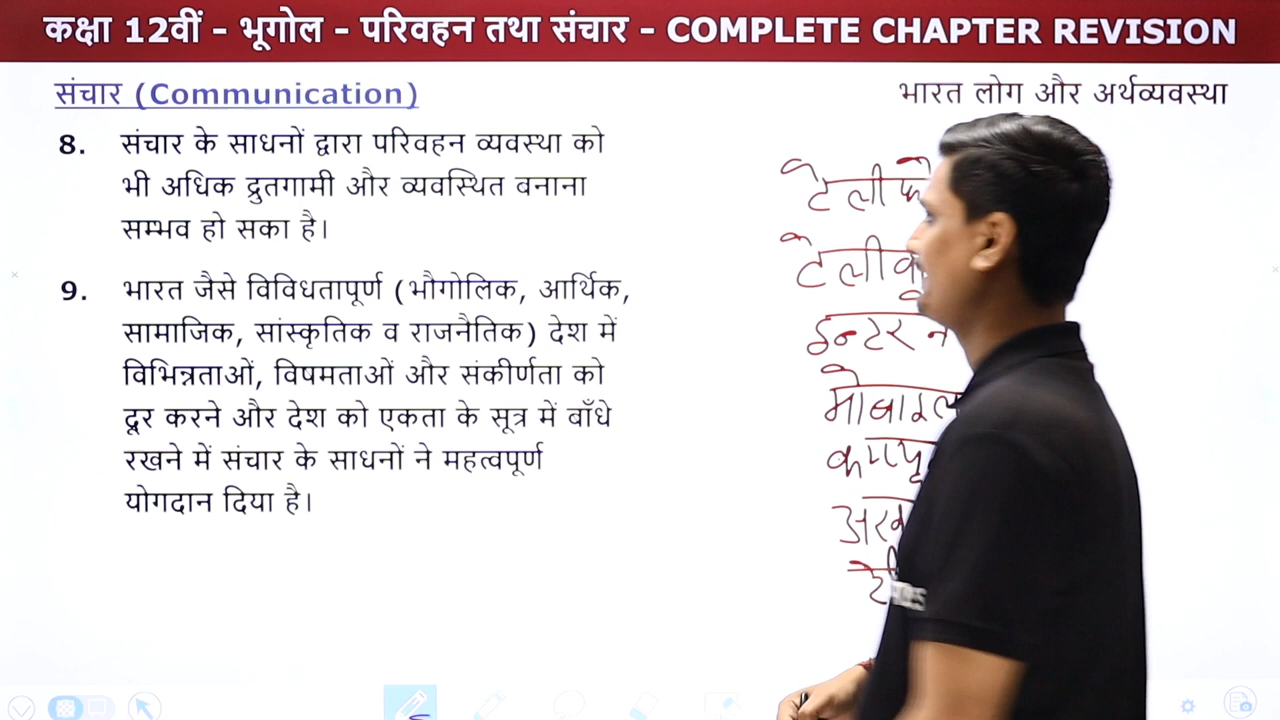 कक्षा 12वीं - भूगोल - परिवहन तथा संचार - COMPLETE CHAPTER REVISION
संचार (Communication)
भारत लोग और अर्थव्यवस्था
8. संचार के साधनों द्वारा परिवहन व्यवस्था को
भी अधिक द्रुतगामी और व्यवस्थित बनाना
सम्भव हो सका है।
9. भारत जैसे विविधतापूर्ण (भौगोलिक, आर्थिक,
सामाजिक, सांस्कृतिक व राजनैतिक) देश में
विभिन्नताओं, विषमताओं और संकीर्णता को
दूर करने और देश को एकता के सूत्र में बाँधे
रखने में संचार के साधनों ने महत्वपूर्ण
योगदान दिया है।
मोबाइल